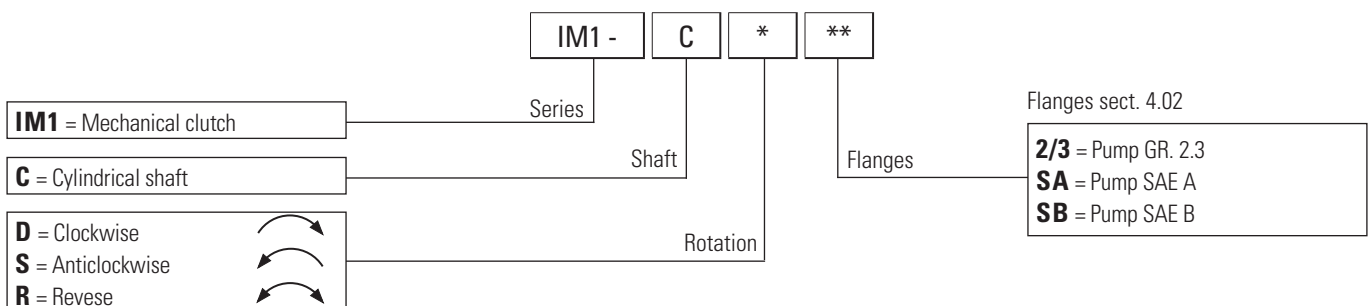 IM1 - C * **
Series
Shaft
Flanges
Rotation
IM1 = Mechanical clutch
C = Cylindrical shaft
D = Clockwise
S = Anticlockwise
R = Revese
Flanges sect. 4.02
2/3 = Pump GR. 2.3
SA = Pump SAE A
SB = Pump SAE B